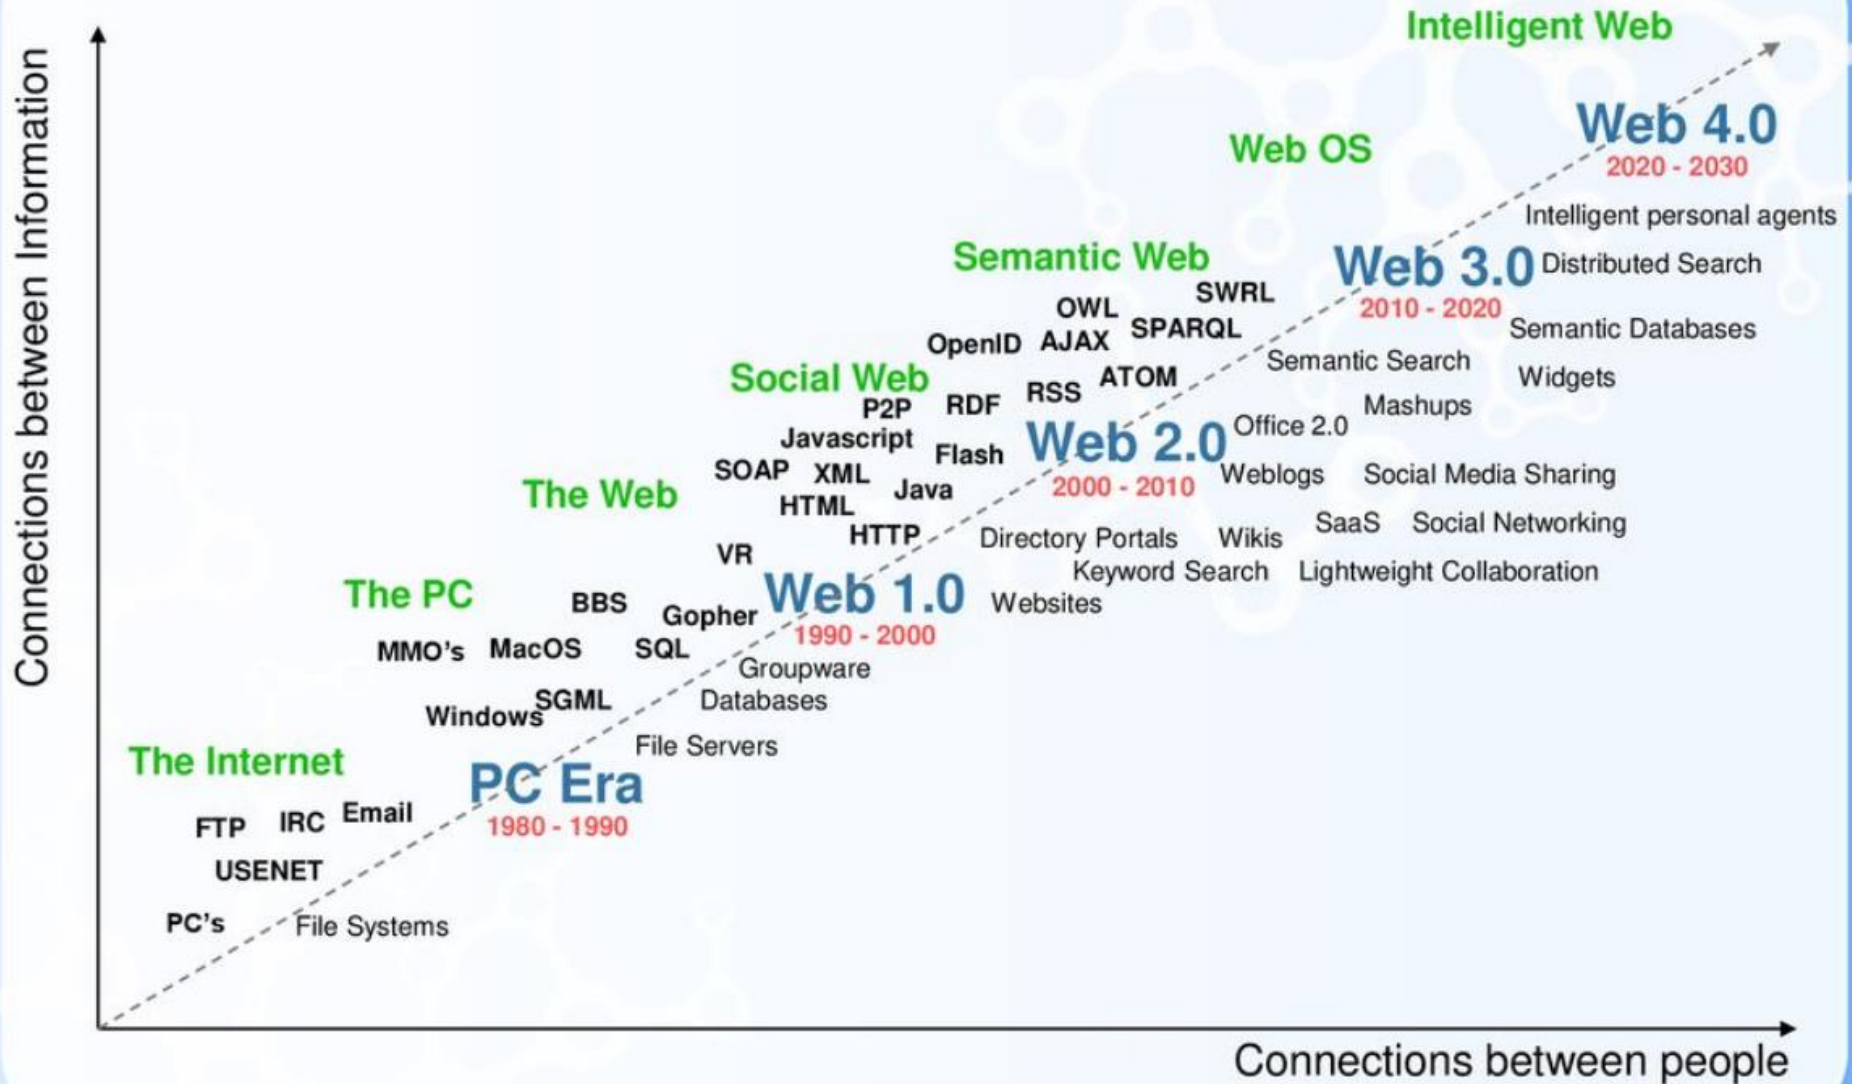 Intelligent Web
Connections between Information
Web 4.0
2020 - 2030
Web OS
Intelligent personal agents
Semantic Web
Web 3.0
2010 - 2020
Distributed Search
SWRL
OWL
SPARQL
OpenID
AJAX
Semantic Databases
Semantic Search
Widgets
Social Web
ATOM
RSS
RDF
P2P
Mashups
Javascript
Flash
Web 2.0
2000 - 2010
Office 2.0
SOAP
XML
Java
Weblogs
Social Media Sharing
The Web
HTML
HTTP
SaaS
Social Networking
Directory Portals
Wikis
VR
Keyword Search
Lightweight Collaboration
The PC
BBS
Gopher
Web 1.0
1990 - 2000
Websites
MMO’s
MacOS
SQL
Groupware
SGML
Databases
Windows
File Servers
The Internet
PC Era
1980 - 1990
FTP
IRC
Email
USENET
PC’s
File Systems
Connections between people